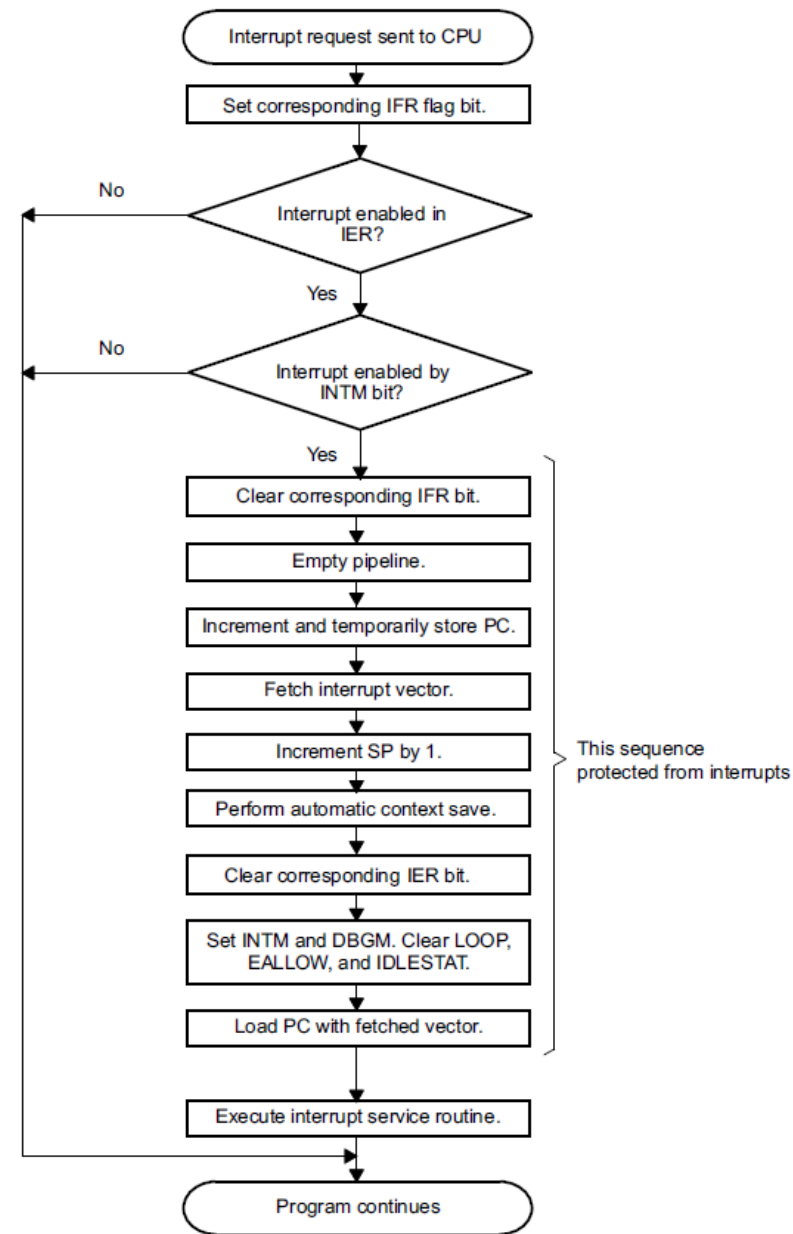 Interrupt request sent to CPU
Set corresponding IFR flag bit.
No
Interrupt enabled in
IER?
Yes
No
Interrupt enabled by
INTM bit?
Yes
Clear corresponding IFR bit.
Empty pipeline.
Increment and temporarily store PC.
Fetch interrupt vector.
Increment SP by 1.
This sequence
protected from interrupts
Perform automatic context save.
Clear corresponding IER bit.
Set INTM and DBGM. Clear LOOP,
EALLOW, and IDLESTAT.
Load PC with fetched vector.
Execute interrupt service routine.
Program continues